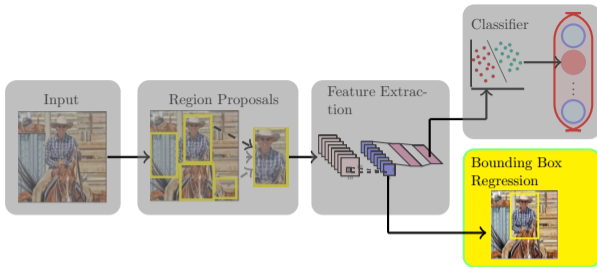 Input
Region Proposals
Feature Extrac-
tion
Classifier
Bounding Box
Regression